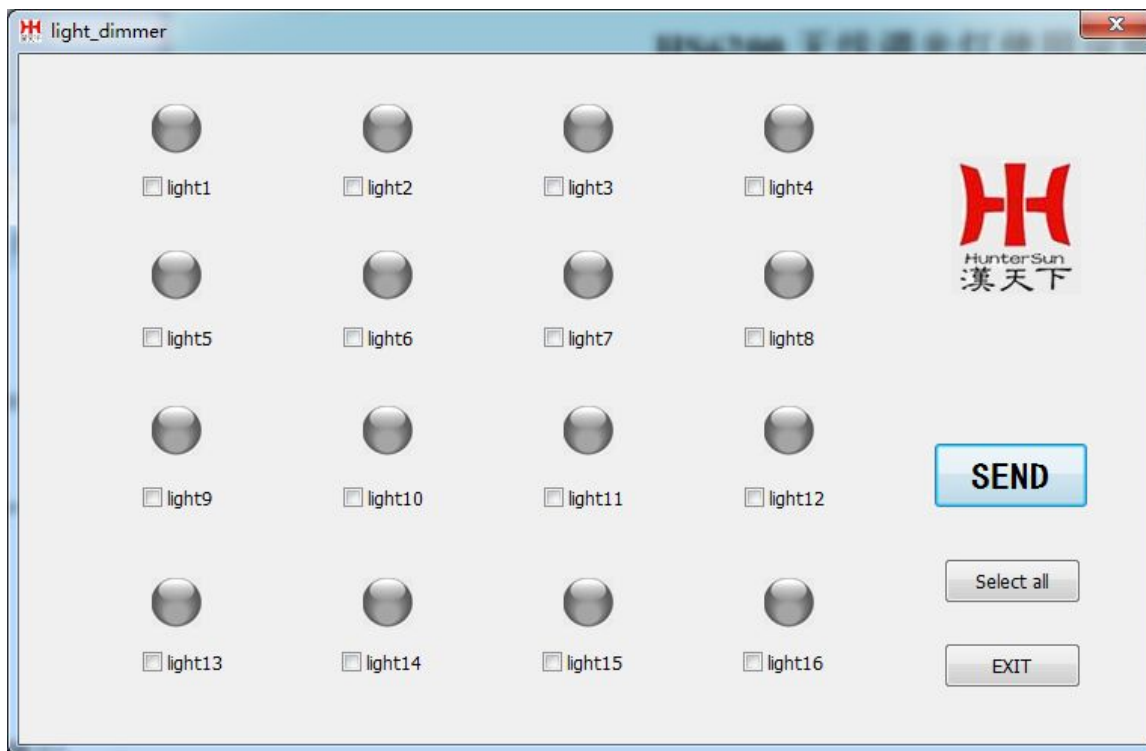 light_dimmer
light1
light2
light3
light4
HunterSun
漢天下
light5
light6
light7
light8
light9
light10
light11
light12
SEND
Select all
light13
light14
light15
light16
EXIT